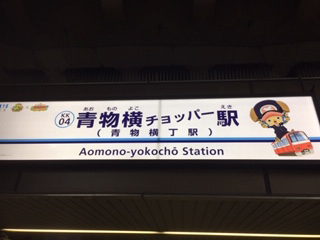 あお もの よこ えき
KK
04
青物横チョッパー駅
(青物横丁駅)
Aomono-yokochō Station